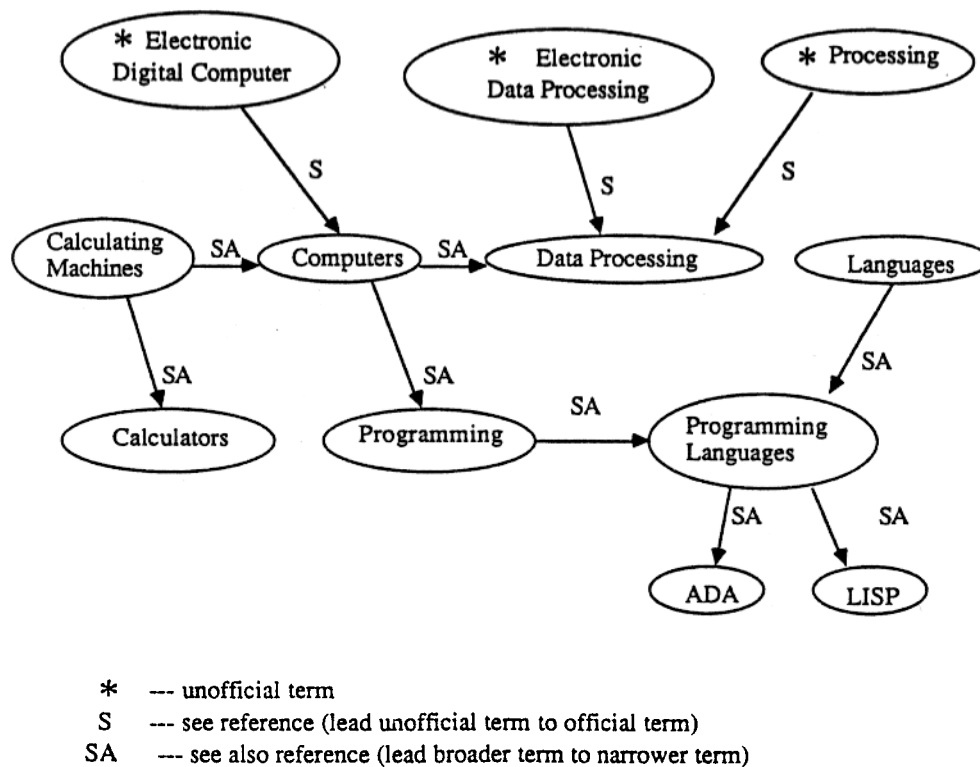 * Electronic
Digital Computer
* Electronic
Data Processing
* Processing
S
S
S
Calculating
Machines
SA
Computers
SA
Data Processing
Languages
SA
SA
SA
SA
Calculators
Programming
Programming
Languages
SA
SA
ADA
LISP
* --- unofficial term
S --- see reference (lead unofficial term to official term)
SA --- see also reference (lead broader term to narrower term)